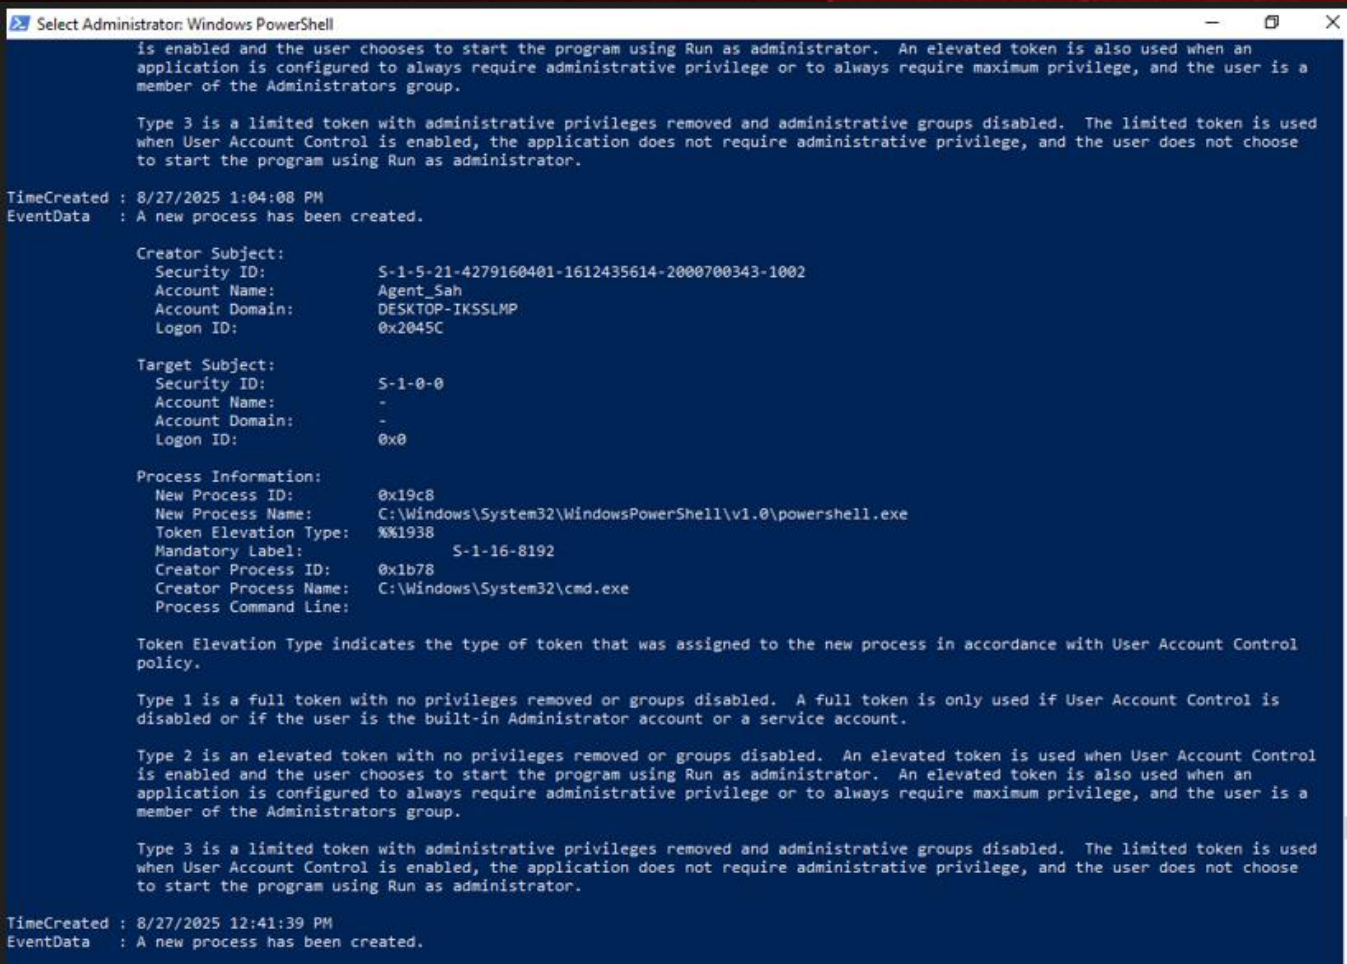 Select Administrator: Windows PowerShell
is enabled and the user chooses to start the program using Run as administrator.  An elevated token is also used when an
application is configured to always require administrative privilege or to always require maximum privilege, and the user is a
member of the Administrators group.
Type 3 is a limited token with administrative privileges removed and administrative groups disabled.  The limited token is used
when User Account Control is enabled, the application does not require administrative privilege, and the user does not choose
to start the program using Run as administrator.
TimeCreated : 8/27/2025 1:04:08 PM
EventData   : A new process has been created.
Creator Subject:
Security ID: S-1-5-21-4279160401-1612435614-2000700343-1002
Account Name: Agent_Sah
Account Domain: DESKTOP-IKSSLMP
Logon ID: 0x2045C
Target Subject:
Security ID: S-1-0-0
Account Name: -
Account Domain: -
Logon ID: 0x0
Process Information:
New Process ID: 0x19c8
New Process Name: C:\Windows\System32\WindowsPowerShell\v1.0\powershell.exe
Token Elevation Type: %%1938
Mandatory Label: S-1-16-8192
Creator Process ID: 0x1b78
Creator Process Name: C:\Windows\System32\cmd.exe
Process Command Line:
Token Elevation Type indicates the type of token that was assigned to the new process in accordance with User Account Control
policy.
Type 1 is a full token with no privileges removed or groups disabled.  A full token is only used if User Account Control is
disabled or if the user is the built-in Administrator account or a service account.
Type 2 is an elevated token with no privileges removed or groups disabled.  An elevated token is used when User Account Control
is enabled and the user chooses to start the program using Run as administrator.  An elevated token is also used when an
application is configured to always require administrative privilege or to always require maximum privilege, and the user is a
member of the Administrators group.
Type 3 is a limited token with administrative privileges removed and administrative groups disabled.  The limited token is used
when User Account Control is enabled, the application does not require administrative privilege, and the user does not choose
to start the program using Run as administrator.
TimeCreated : 8/27/2025 12:41:39 PM
EventData   : A new process has been created.